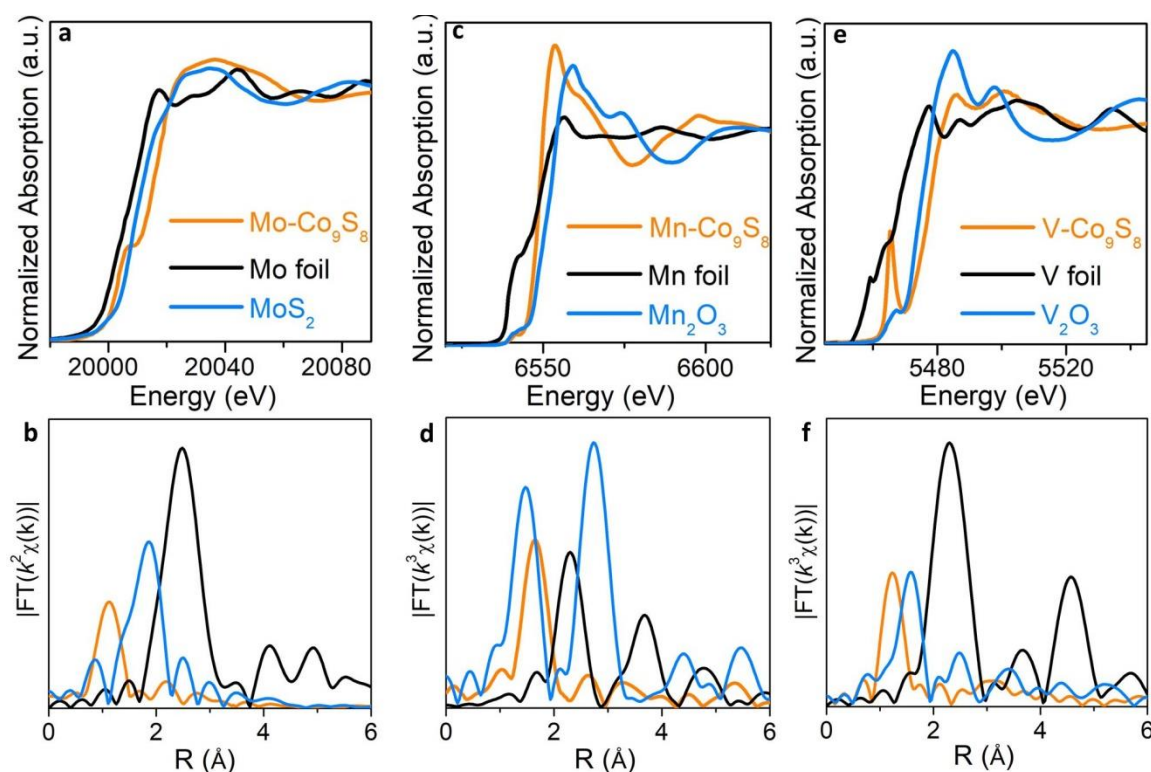 a
Normalized Absorption (a.u.)
Mo-Co₉S₈
Mo foil
MoS₂
20000
20040
20080
Energy (eV)
c
Normalized Absorption (a.u.)
Mn-Co₉S₈
Mn foil
Mn₂O₃
6550
6600
Energy (eV)
e
Normalized Absorption (a.u.)
V-Co₉S₈
V foil
V₂O₃
5480
5520
Energy (eV)
b
|FT(k²χ(k))|
0
2
4
6
R (Å)
d
|FT(k³χ(k))|
0
2
4
6
R (Å)
f
|FT(k³χ(k))|
0
2
4
6
R (Å)